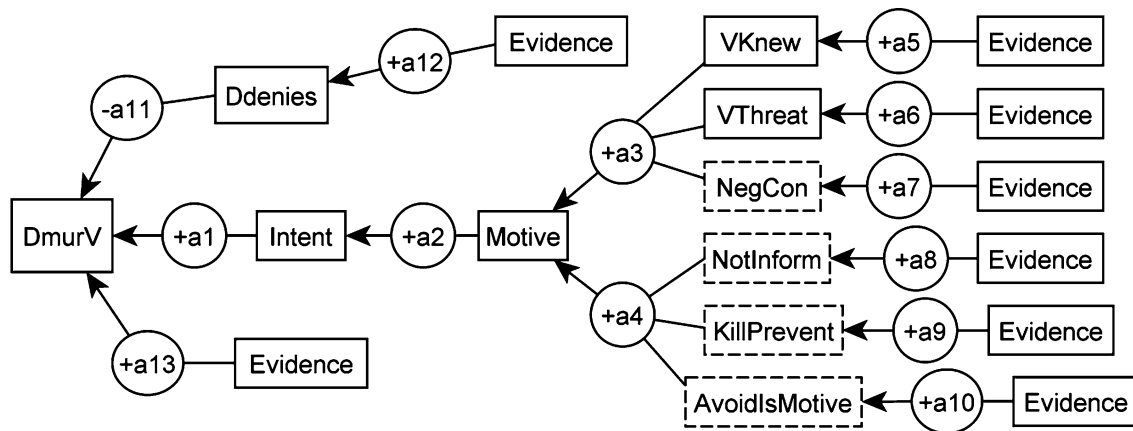 VKnew +a5 Evidence
Evidence
+a12
Ddenies
-a11
VThreat +a6 Evidence
+a3
NegCon +a7 Evidence
DmurV +a1 Intent +a2 Motive
NotInform +a8 Evidence
+a4
KillPrevent +a9 Evidence
+a13 Evidence
AvoidIsMotive +a10 Evidence